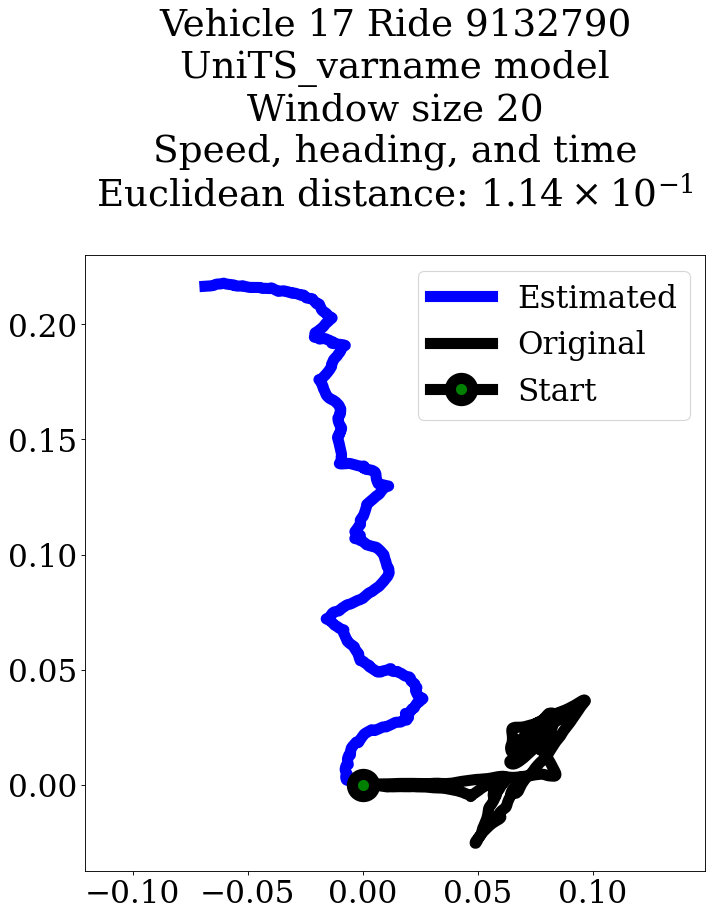 Vehicle 17 Ride 9132790
UniTS_varname model
Window size 20
Speed, heading, and time
Euclidean distance: 1.14 × 10⁻¹
Estimated
Original
Start
0.20
0.15
0.10
0.05
0.00
−0.10 −0.05 0.00 0.05 0.10